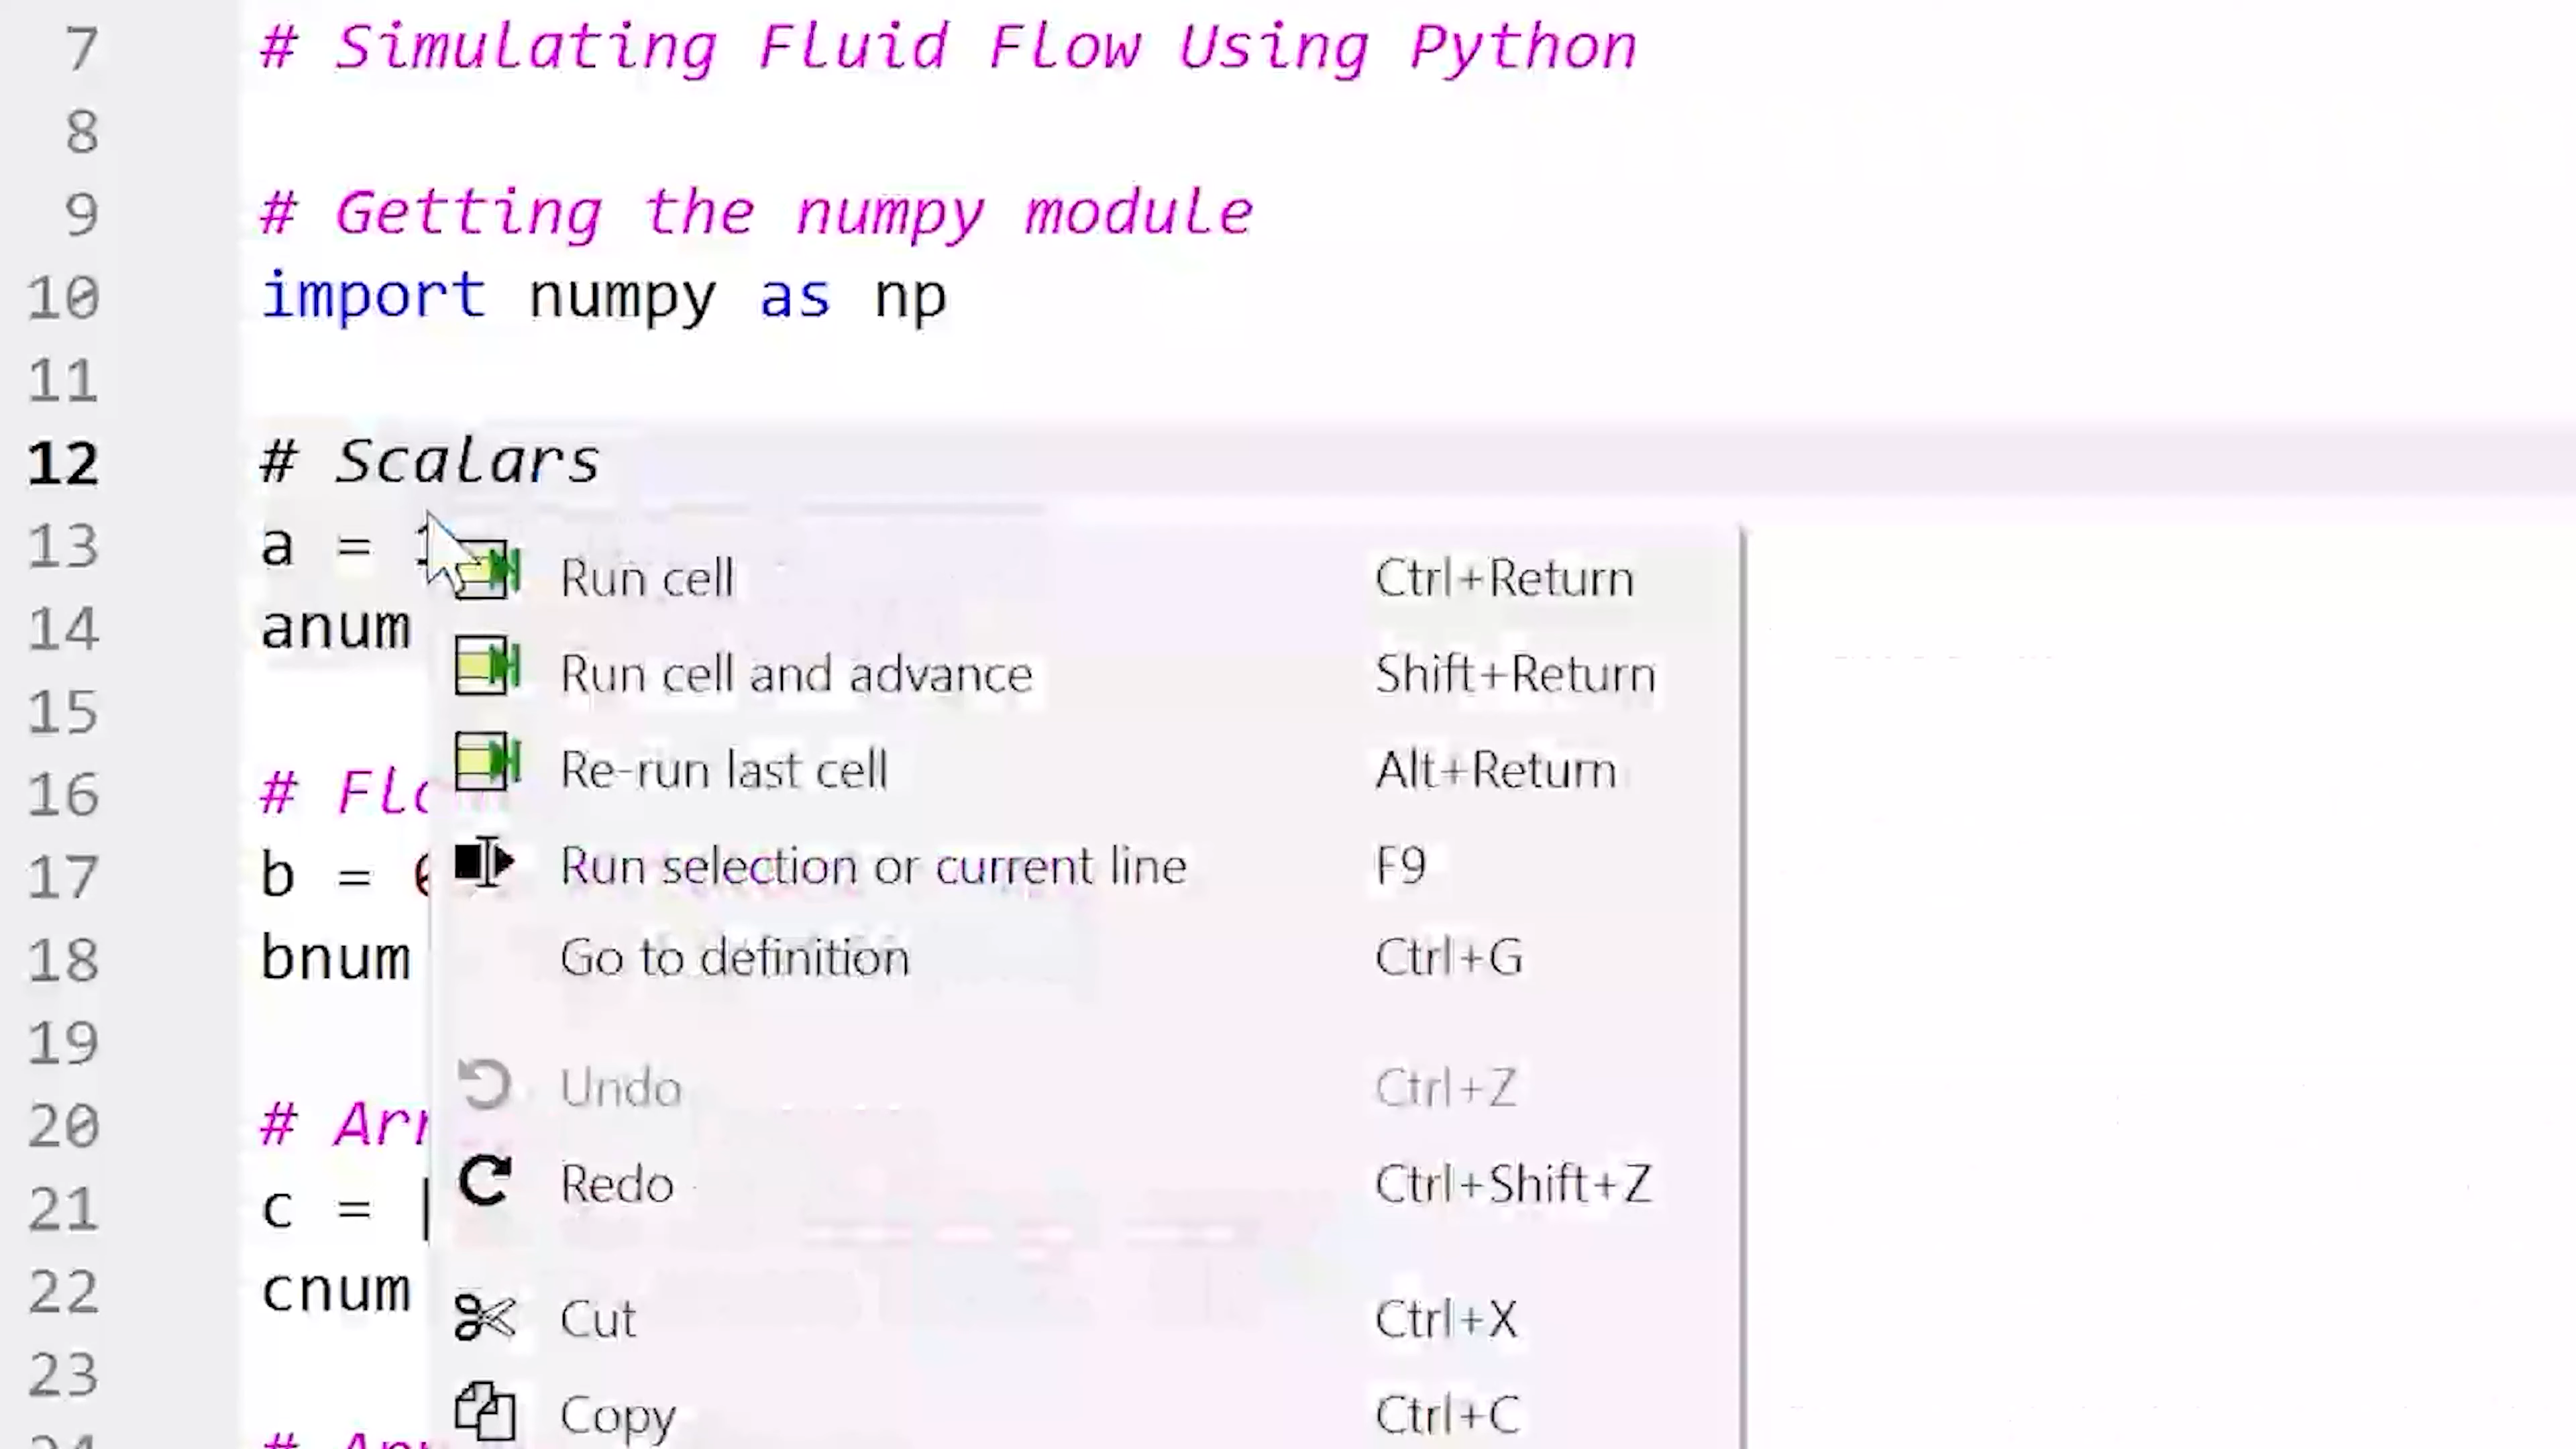 7 # Simulating Fluid Flow Using Python
8
9 # Getting the numpy module
10 import numpy as np
11
12 # Scalars
13 a =
14 anum
15
16 #
17 b =
18 bnum
19
20 #
21 c =
22 cnum
23
Run cell Ctrl+Return
Run cell and advance Shift+Return
Re-run last cell Alt+Return
Run selection or current line F9
Go to definition Ctrl+G
Undo Ctrl+Z
Redo Ctrl+Shift+Z
Cut Ctrl+X
Copy Ctrl+C